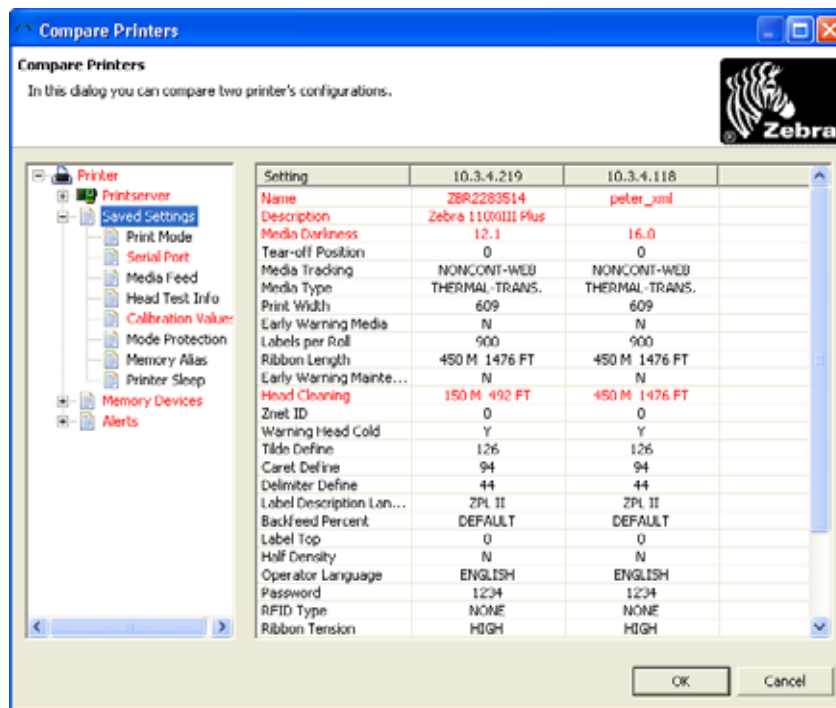 Compare Printers
Compare Printers
In this dialog you can compare two printer's configurations.
Zebra
Printer
Printserver
Saved Settings
Print Mode
Serial Port
Media Feed
Head Test Info
Calibration Values
Mode Protection
Memory Alias
Printer Sleep
Memory Devices
Alerts
Setting 10.3.4.219 10.3.4.118
Name ZBR2283514 peter_xml
Description Zebra 110XiIII Plus
Media Darkness 12.1 16.0
Tear-off Position 0 0
Media Tracking NONCONT-WEB NONCONT-WEB
Media Type THERMAL-TRANS. THERMAL-TRANS.
Print Width 609 609
Early Warning Media N N
Labels per Roll 900 900
Ribbon Length 450 M 1476 FT 450 M 1476 FT
Early Warning Mainte... N N
Head Cleaning 150 M 492 FT 450 M 1476 FT
Znet ID 0 0
Warning Head Cold Y Y
Tilde Define 126 126
Caret Define 94 94
Delimiter Define 44 44
Label Description Lan... ZPL II ZPL II
Backfeed Percent DEFAULT DEFAULT
Label Top 0 0
Half Density N N
Operator Language ENGLISH ENGLISH
Password 1234 1234
RFID Type NONE NONE
Ribbon Tension HIGH HIGH
OK Cancel